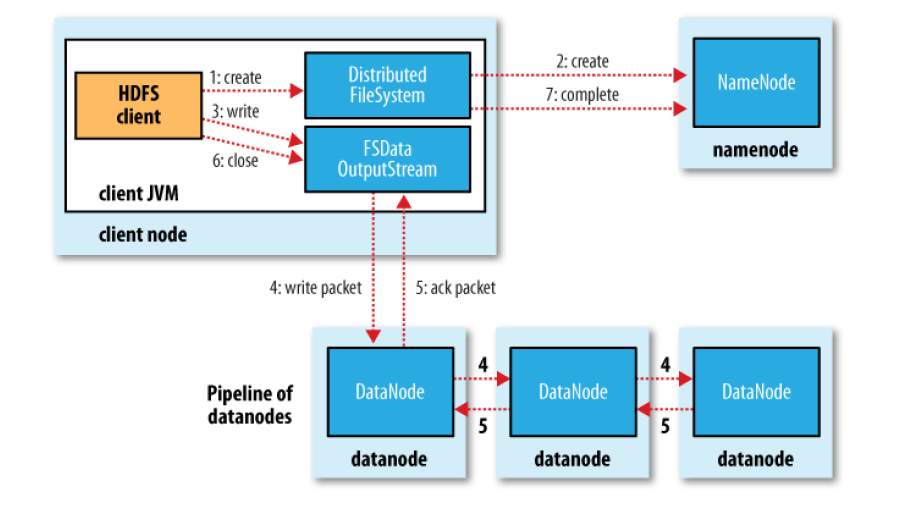 HDFS
client
1: create
3: write
6: close
Distributed
FileSystem
FSData
OutputStream
client JVM
client node
2: create
7: complete
NameNode
namenode
4: write packet
5: ack packet
Pipeline of
datanodes
DataNode
datanode
4
5
DataNode
datanode
4
5
DataNode
datanode